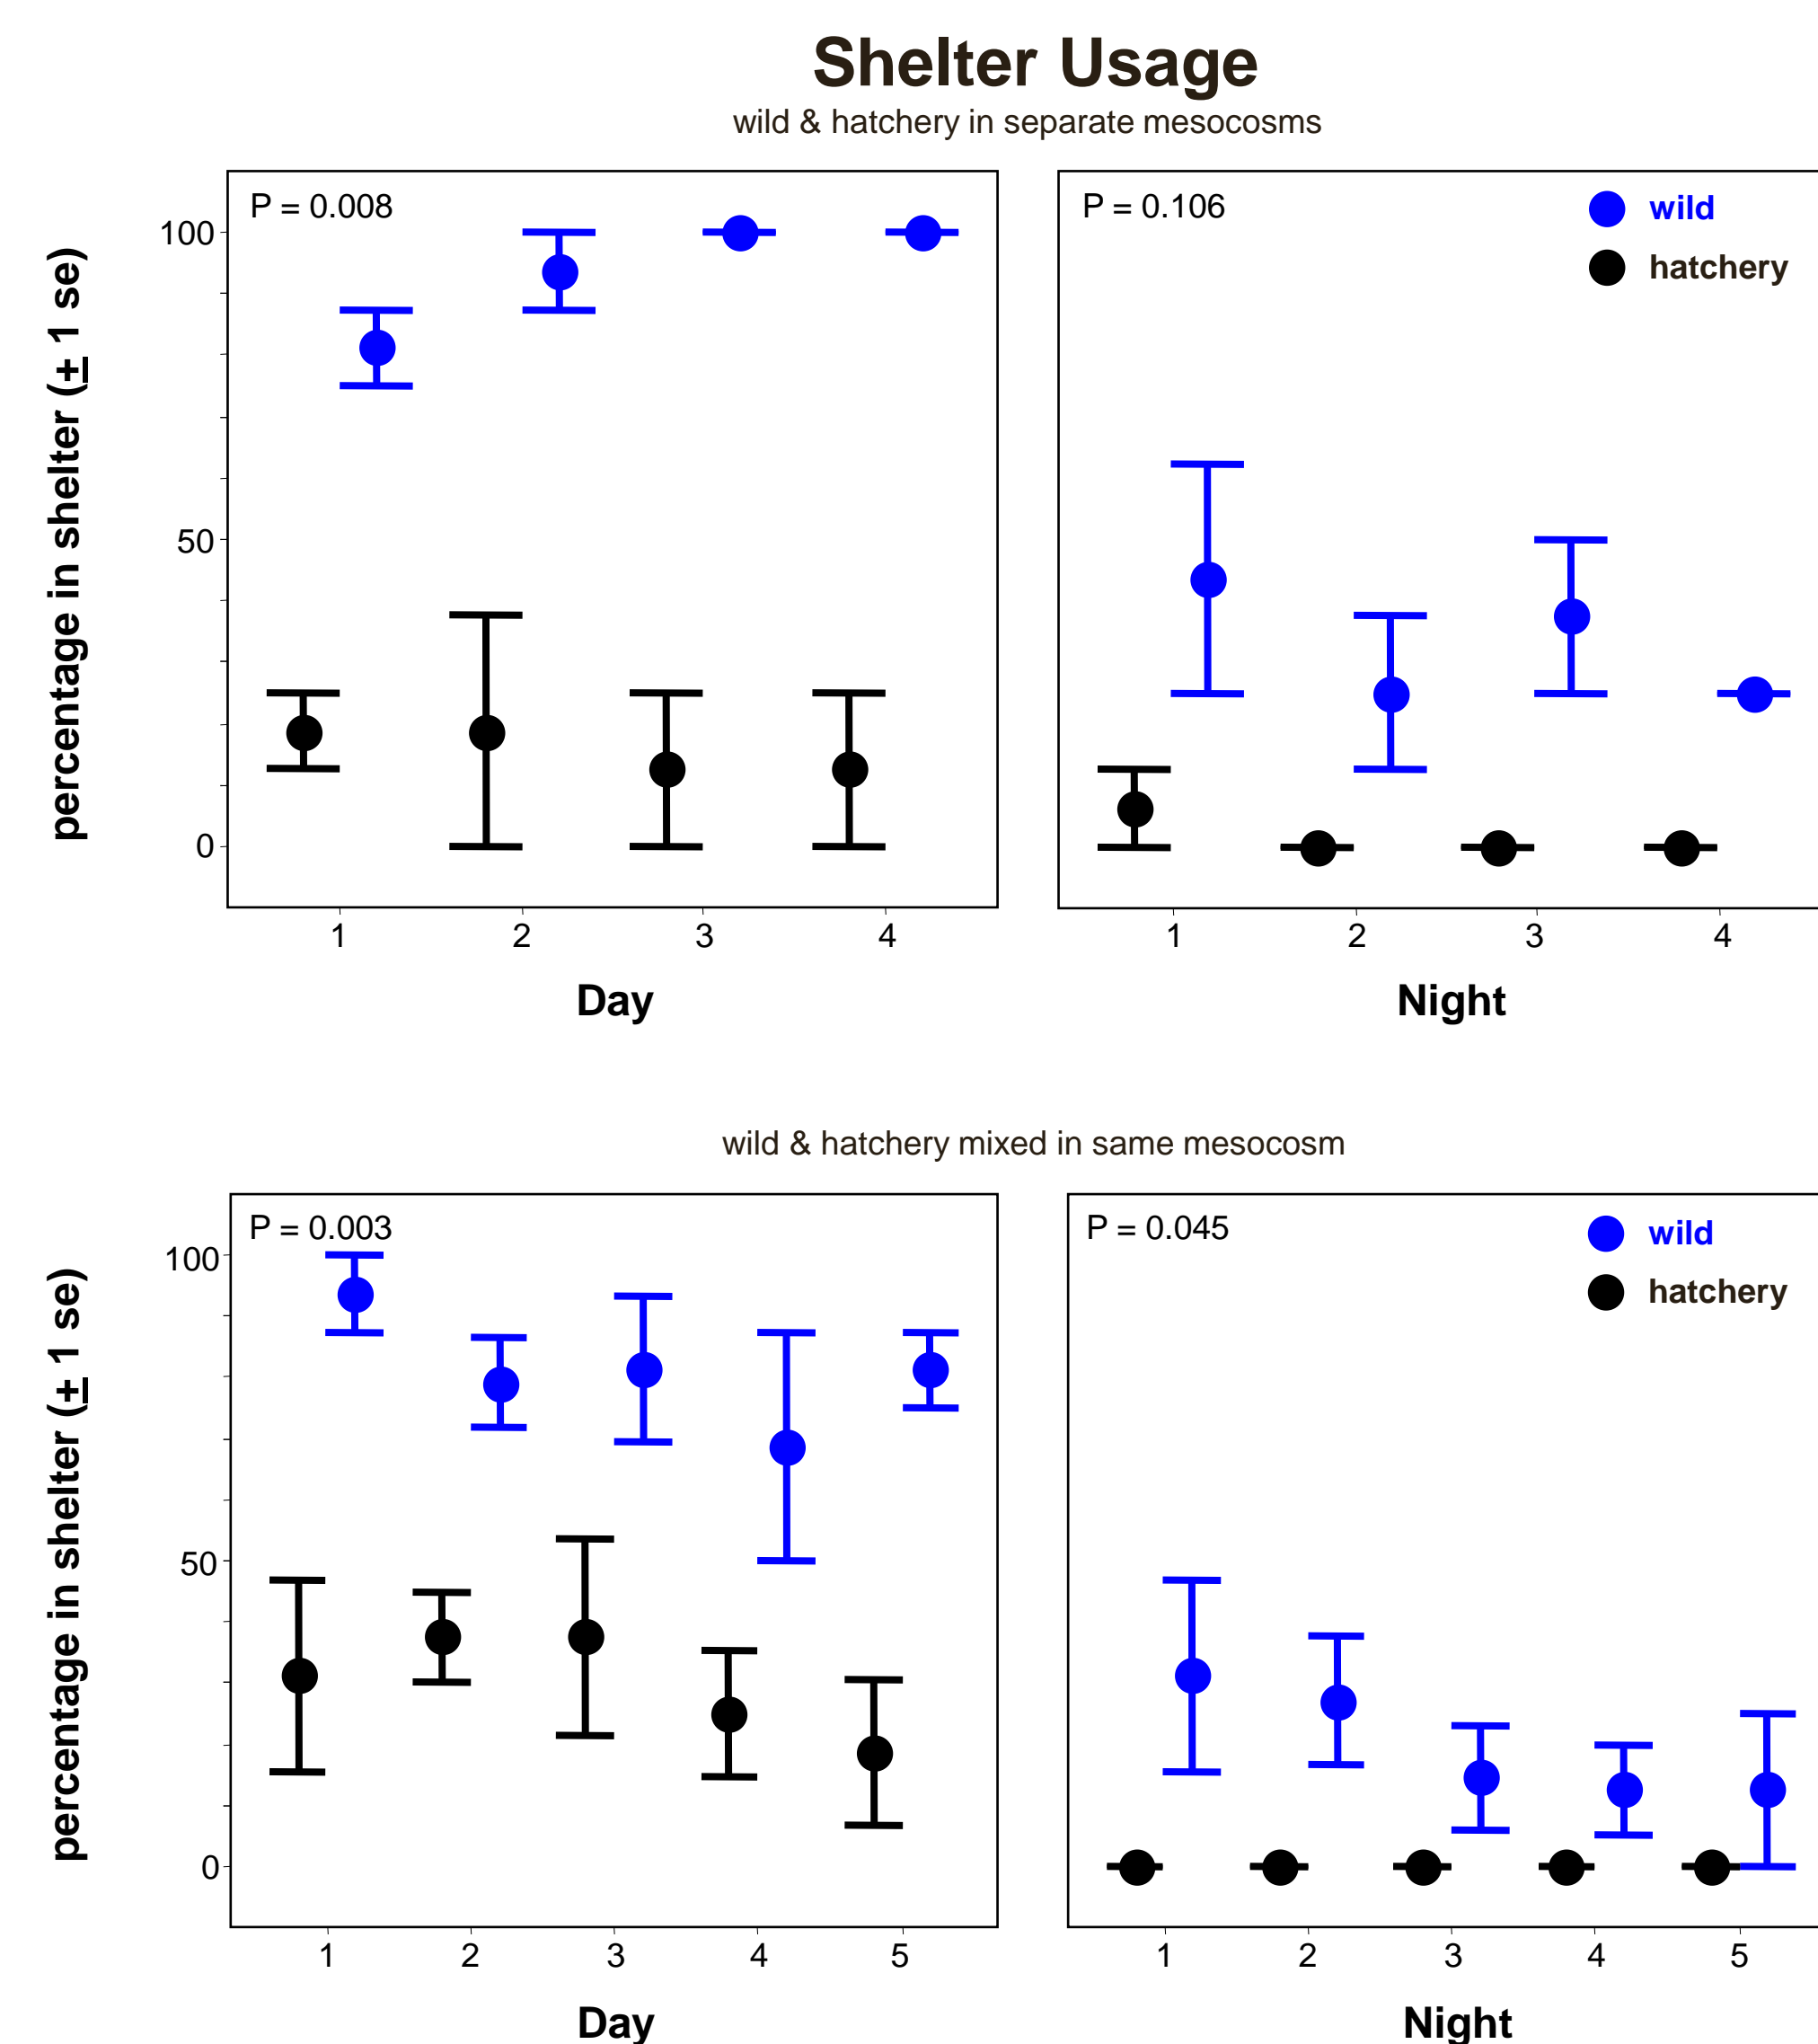 Shelter Usage
wild & hatchery in separate mesocosms
P = 0.008
P = 0.106
wild
hatchery
percentage in shelter (± 1 se)
100
50
0
1 2 3 4
1 2 3 4
Day
Night
wild & hatchery mixed in same mesocosm
P = 0.003
P = 0.045
wild
hatchery
percentage in shelter (± 1 se)
100
50
0
1 2 3 4 5
1 2 3 4 5
Day
Night